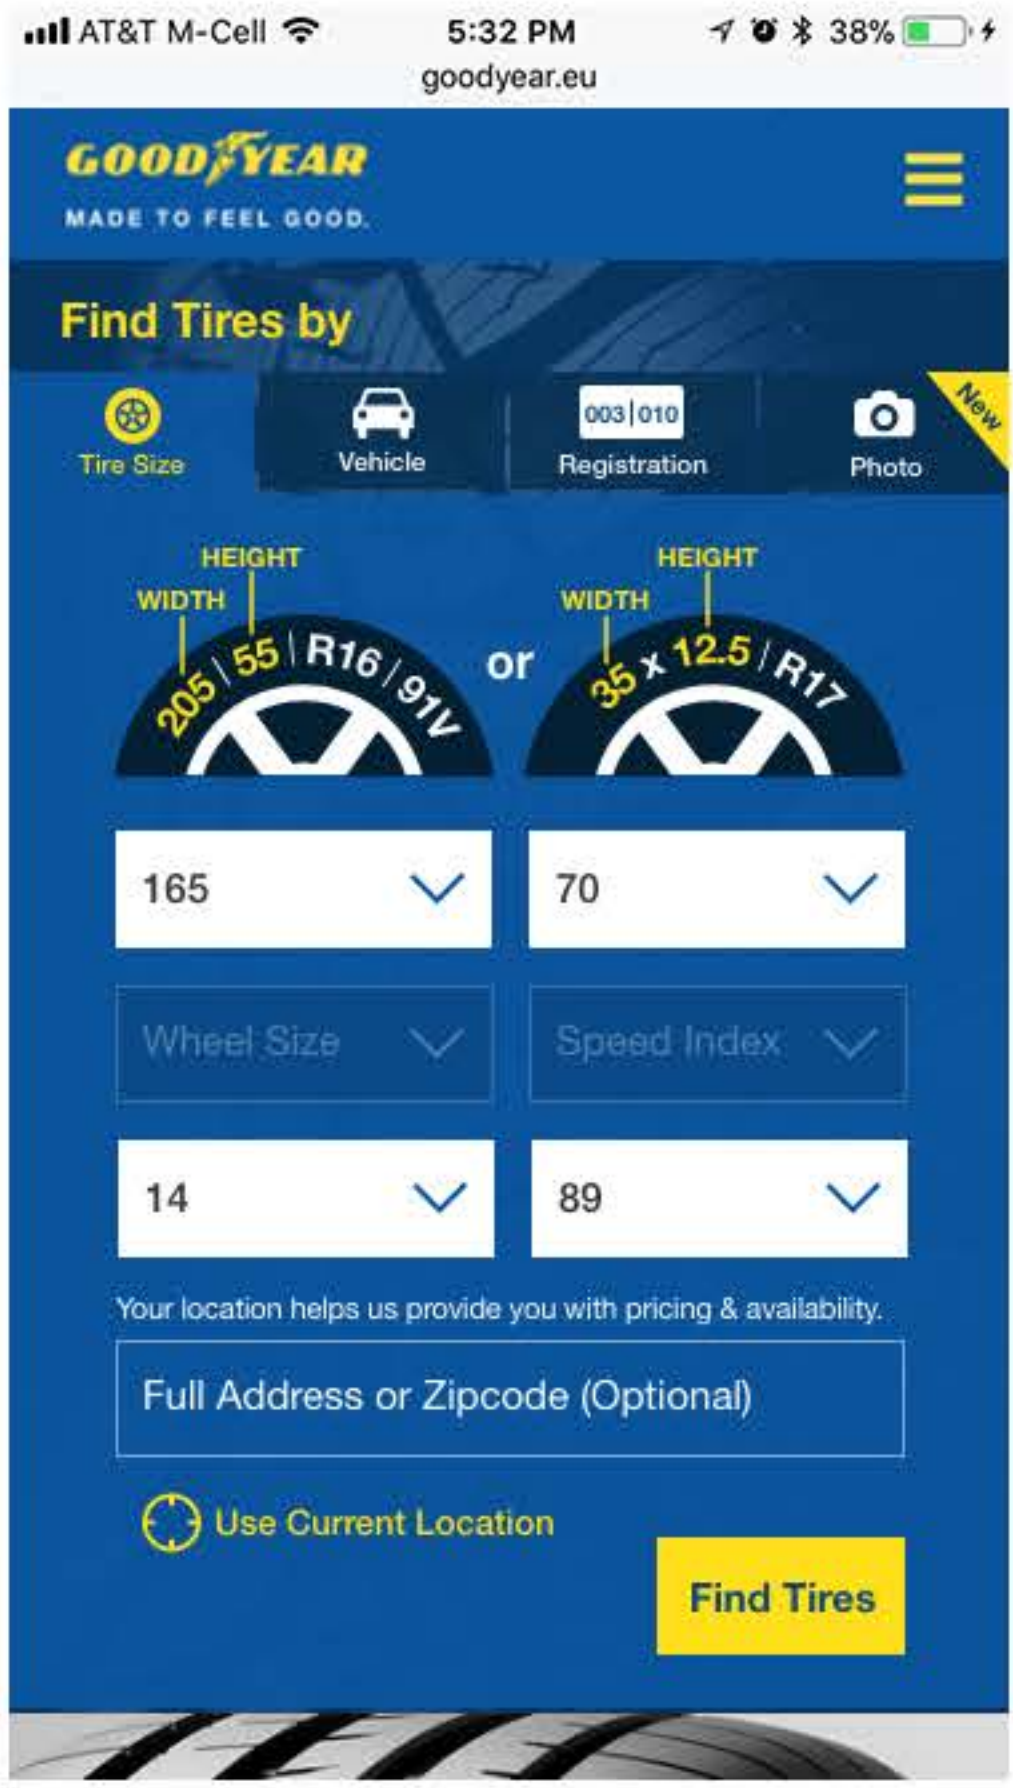 AT&T M-Cell 5:32 PM 38%
goodyear.eu
GOODYEAR
MADE TO FEEL GOOD.
Find Tires by
New
003|010
Tire Size Vehicle Registration Photo
HEIGHT HEIGHT
WIDTH WIDTH
205 | 55 | R16 / 91V or 35 x 12.5 / R17
165 70
Wheel Size Speed Index
14 89
Your location helps us provide you with pricing & availability.
Full Address or Zipcode (Optional)
Use Current Location
Find Tires